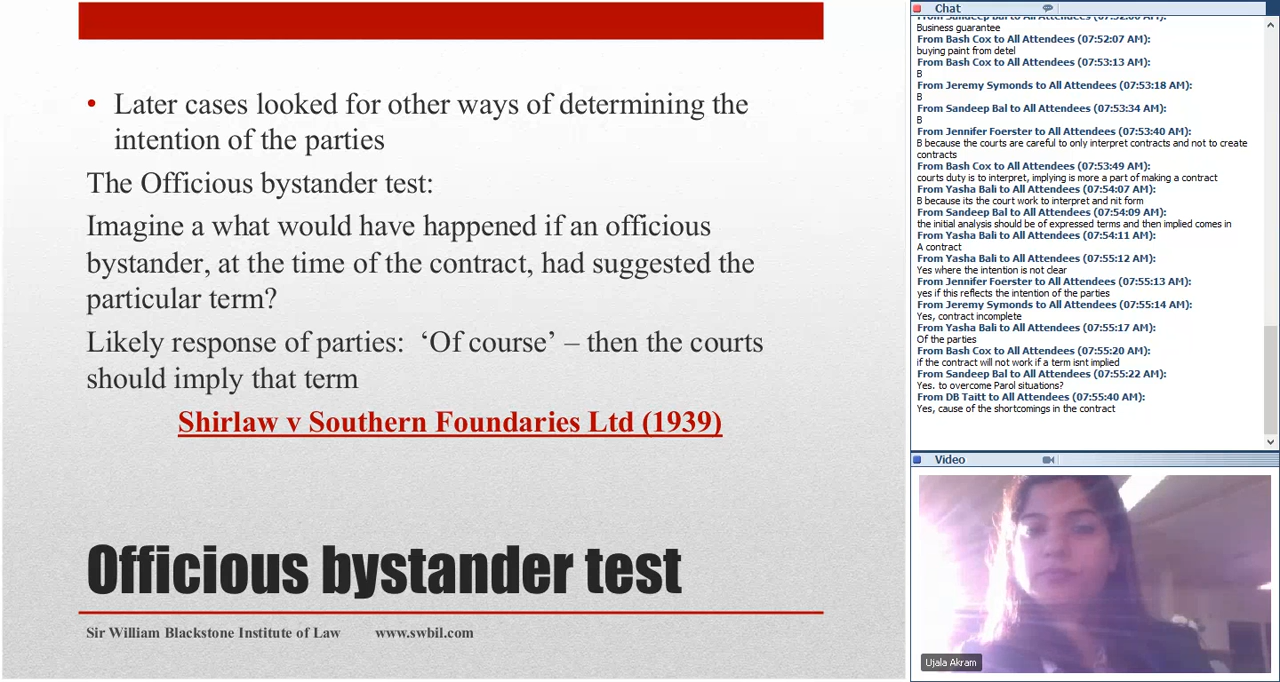 • Later cases looked for other ways of determining the
intention of the parties
The Officious bystander test:
Imagine a what would have happened if an officious
bystander, at the time of the contract, had suggested the
particular term?
Likely response of parties:  ‘Of course’ – then the courts
should imply that term
Shirlaw v Southern Foundaries Ltd (1939)
Officious bystander test
Sir William Blackstone Institute of Law www.swbil.com
Chat
From Sandeep Bal to All Attendees
Business guarantee
From Bash Cox to All Attendees (07:52:07 AM):
buying paint from detel
From Bash Cox to All Attendees (07:53:13 AM):
B
From Jeremy Symonds to All Attendees (07:53:18 AM):
B
From Sandeep Bal to All Attendees (07:53:34 AM):
B
From Jennifer Foerster to All Attendees (07:53:40 AM):
B because the courts are careful to only interpret contracts and not to create
contracts
From Bash Cox to All Attendees (07:53:49 AM):
courts duty is to interpret, implying is more a part of making a contract
From Yasha Bali to All Attendees (07:54:07 AM):
B because its the court work to interpret and nit form
From Sandeep Bal to All Attendees (07:54:09 AM):
the initial analysis should be of expressed terms and then implied comes in
From Yasha Bali to All Attendees (07:54:11 AM):
A contract
From Yasha Bali to All Attendees (07:55:12 AM):
Yes where the intention is not clear
From Jennifer Foerster to All Attendees (07:55:13 AM):
yes if this reflects the intention of the parties
From Jeremy Symonds to All Attendees (07:55:14 AM):
Yes, contract incomplete
From Yasha Bali to All Attendees (07:55:17 AM):
Of the parties
From Bash Cox to All Attendees (07:55:20 AM):
if the contract will not work if a term isnt implied
From Sandeep Bal to All Attendees (07:55:22 AM):
Yes. to overcome Parol situations?
From DB Taitt to All Attendees (07:55:40 AM):
Yes, cause of the shortcomings in the contract
Video
Ujala Akram